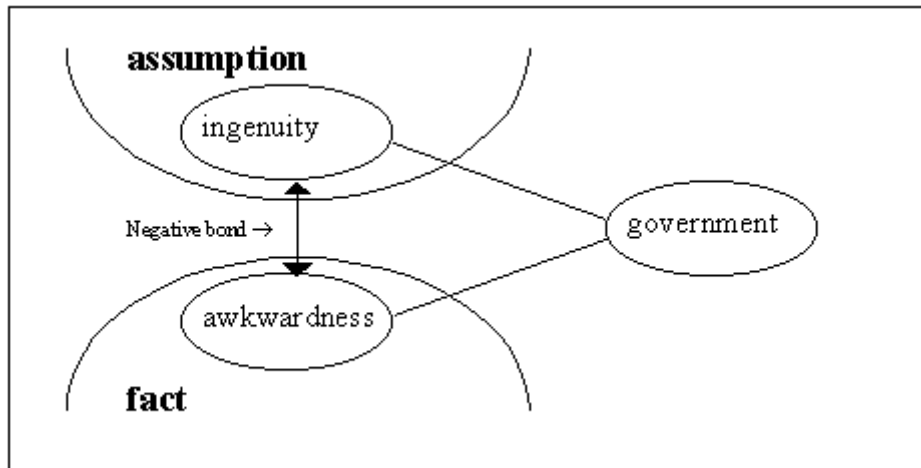 assumption
ingenuity
Negative bond →
government
awkwardness
fact